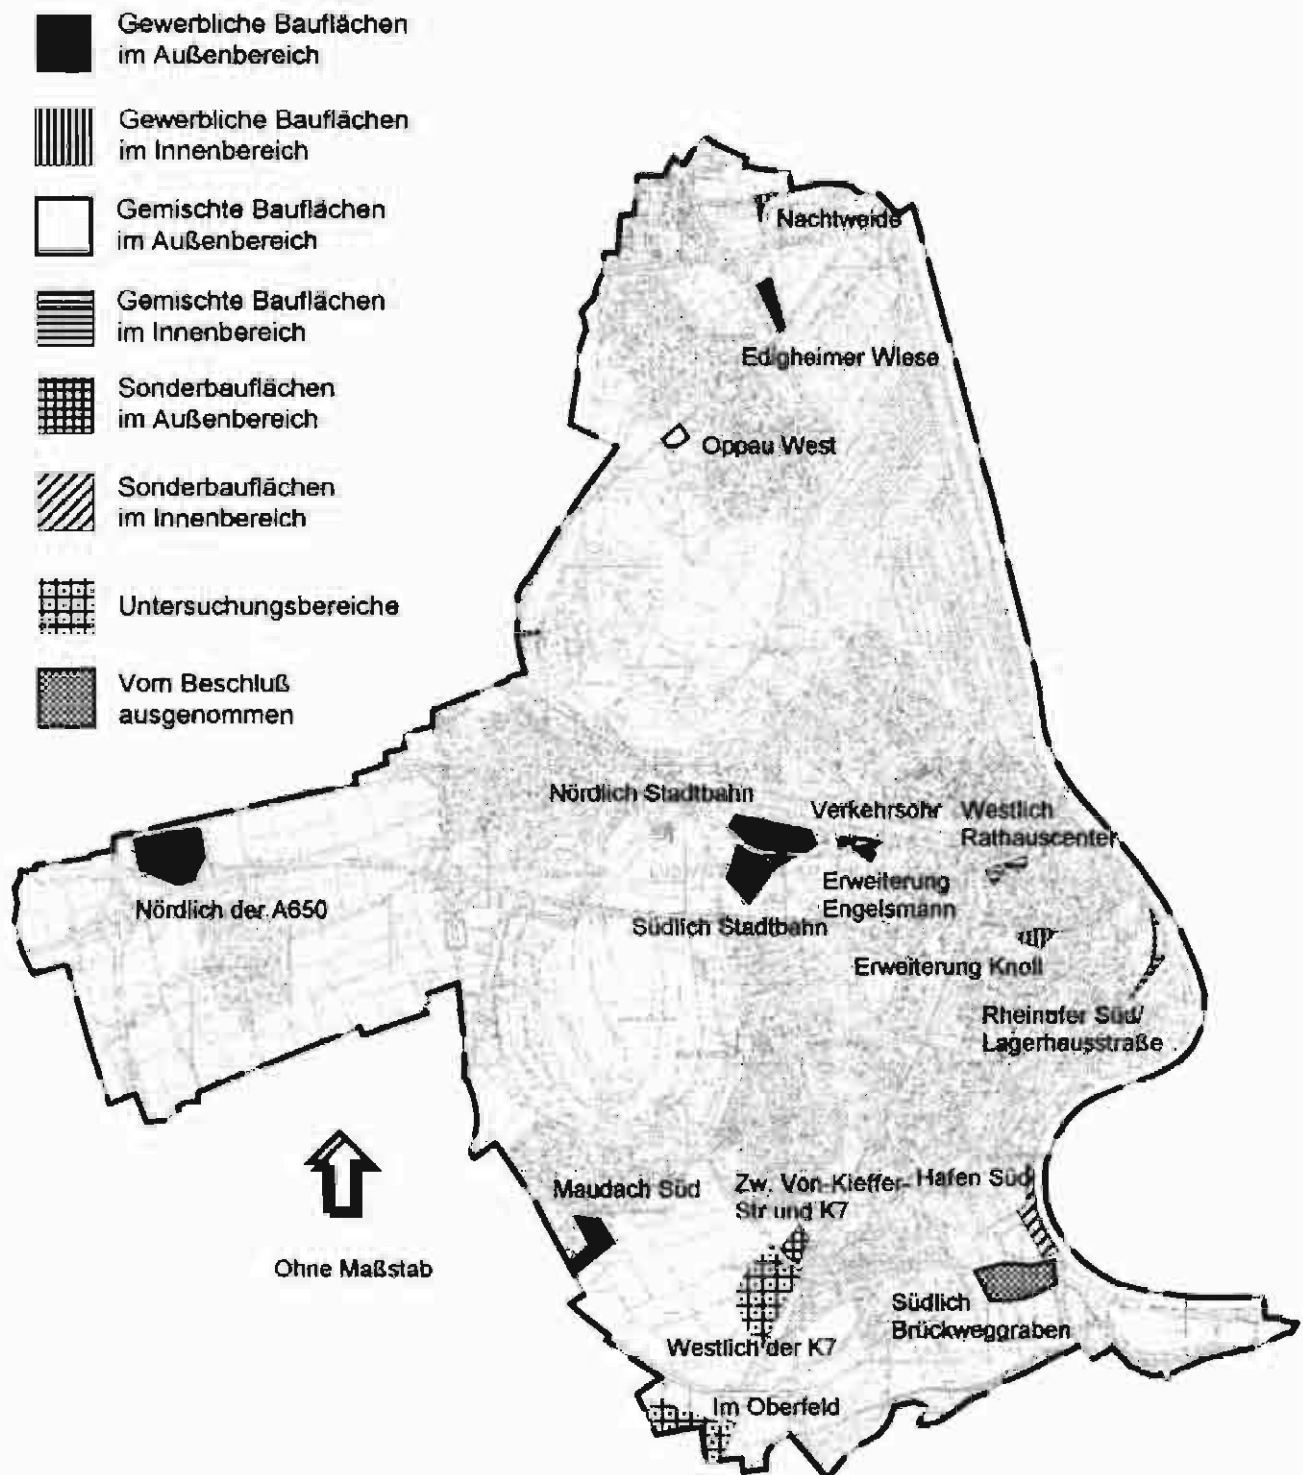 Gewerbliche Bauflächen
im Außenbereich
Gewerbliche Bauflächen
im Innenbereich
Gemischte Bauflächen
im Außenbereich
Gemischte Bauflächen
im Innenbereich
Sonderbauflächen
im Außenbereich
Sonderbauflächen
im Innenbereich
Untersuchungsbereiche
Vom Beschluß
ausgenommen
Nachtweide
Edigheimer Wiese
Oppau West
Nördlich Stadtbahn
Verkehrsohr
Westlich
Rathauscenter
Nördlich der A650
Südlich Stadtbahn
Erweiterung
Engelsmann
Erweiterung Knoll
Rheinufer Süd/
Lagerhausstraße
Maudach Süd
Zw. Von-Kieffer-
Str und K7
Hafen Süd
Ohne Maßstab
Südlich
Brückweggraben
Westlich der K7
Im Oberfeld